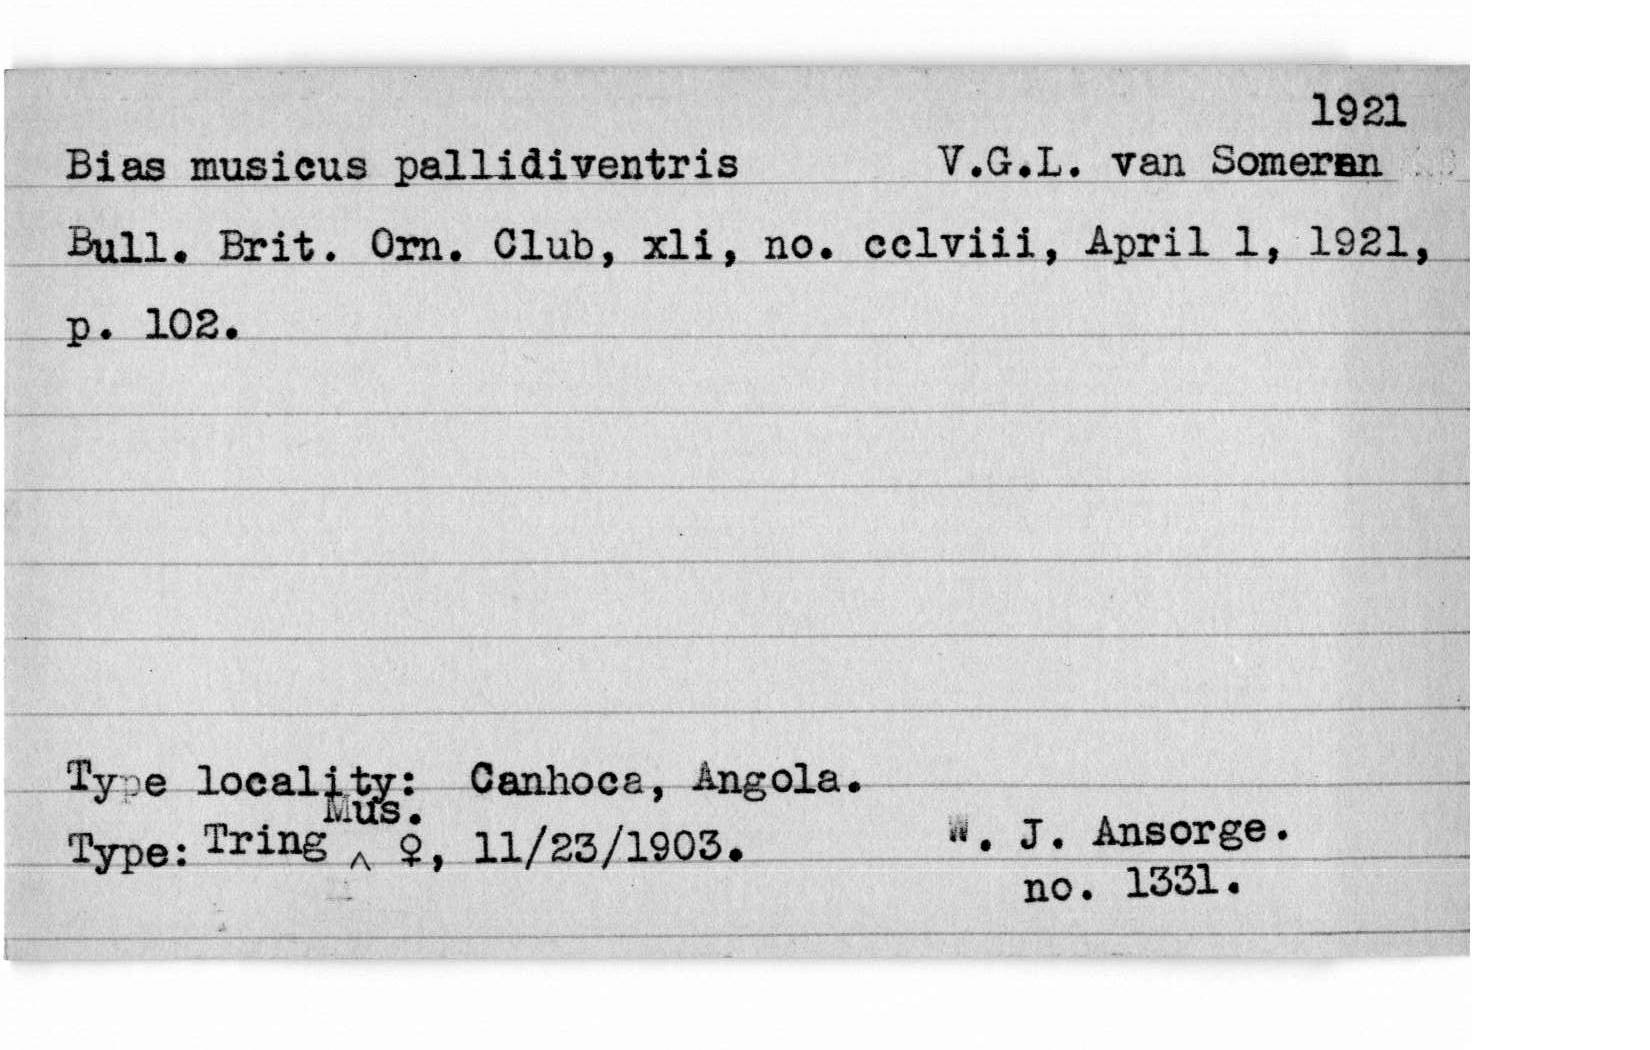 1921
Bias musicus pallidiventris V.G.L. van Someren
Bull. Brit. Orn. Club, xli, no. cclviii, April 1, 1921,
p. 102.
Type locality: Canhoca, Angola.
Mus.
Type: Tring ^ ♀, 11/23/1903. W. J. Ansorge.
no. 1331.